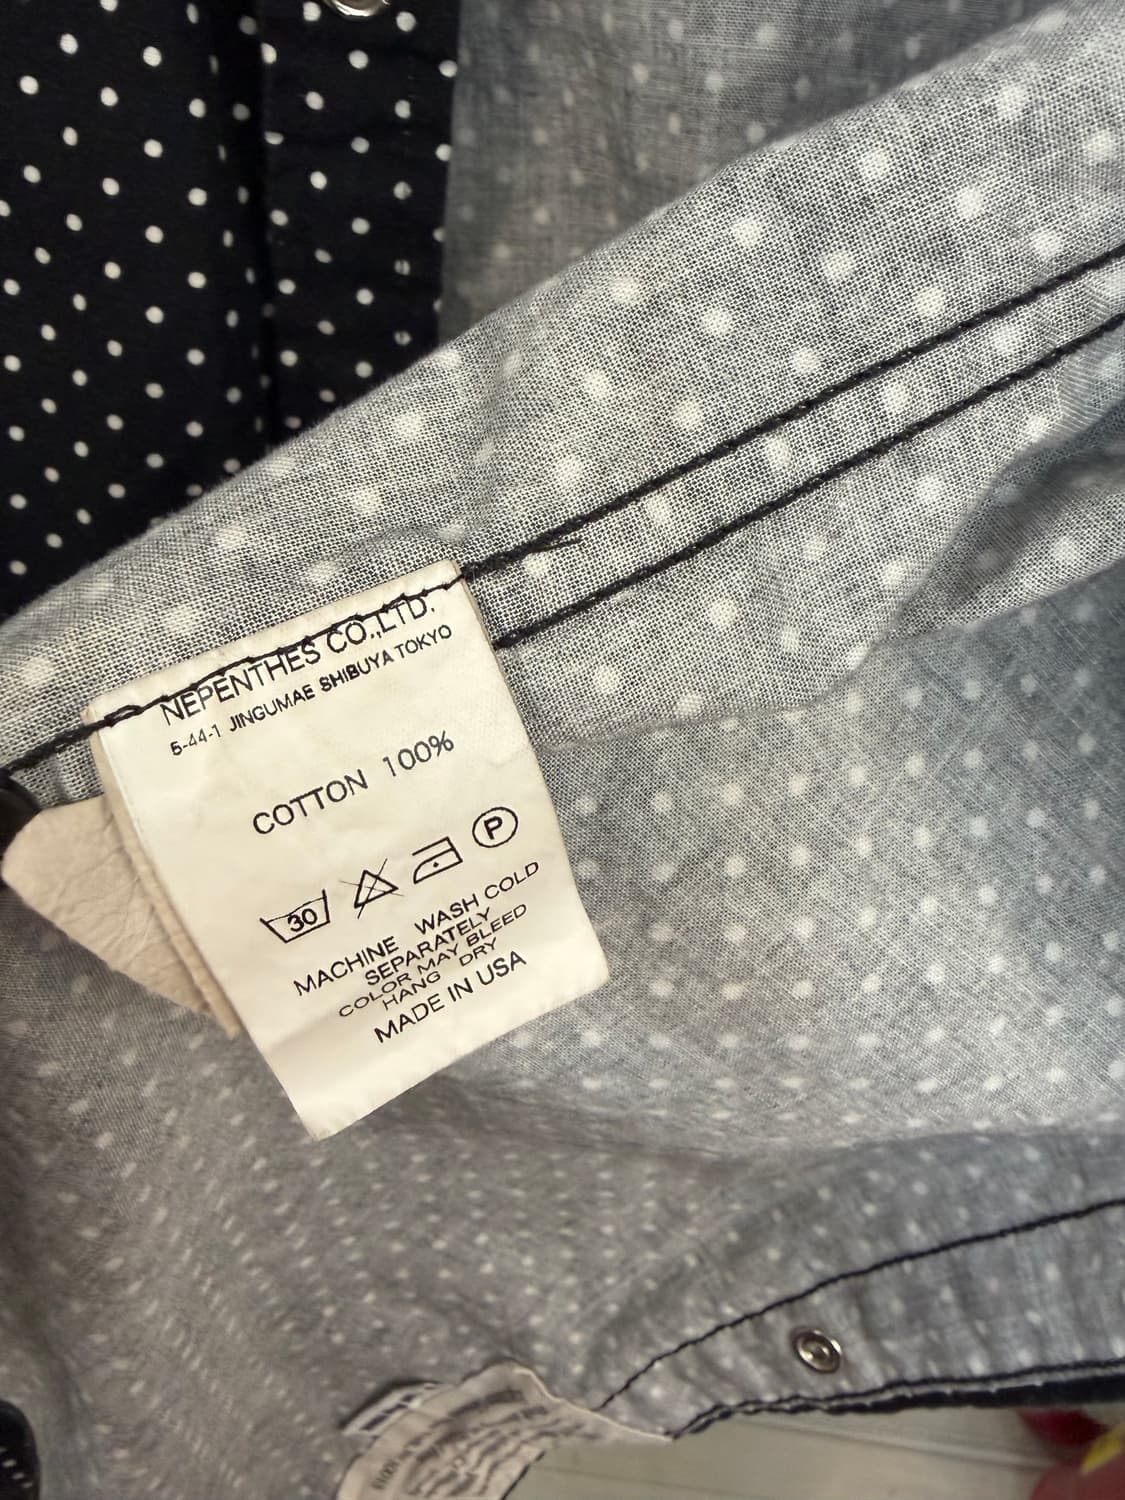 NEPENTHES CO.,LTD.
5-44-1 JINGUMAE SHIBUYA TOKYO
COTTON 100%
30 P
MACHINE WASH COLD
SEPARATELY
COLOR MAY BLEED
HANG DRY
MADE IN USA